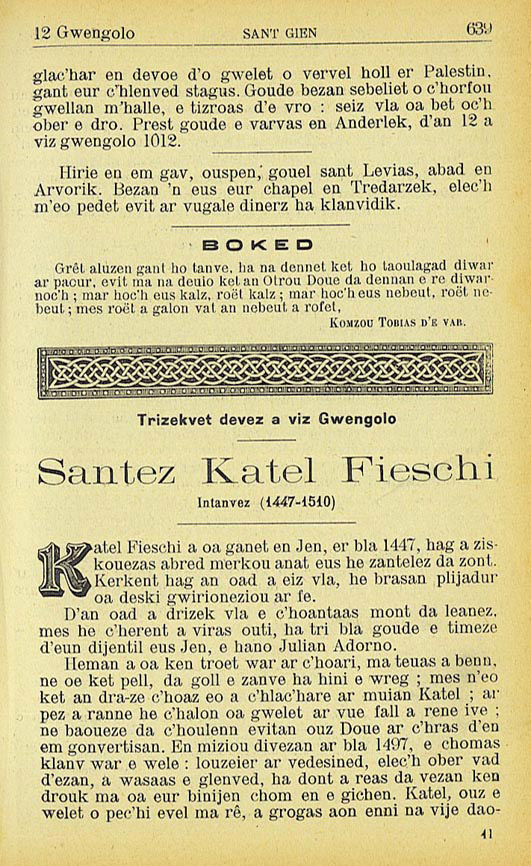 12 Gwengolo SANT GIEN 639
glac'har en devoe d'o gwelet o vervel holl er Palestin,
gant eur c'hlenved stagus. Goude bezan sebeliet o c'horfou
gwellan m'halle, e tizroas d'e vro : seiz vla oa bet oc'h
ober e dro. Prest goude e varvas en Anderlek, d'an 12 a
viz gwengolo 1012.
Hirie en em gav, ouspen, gouel sant Levias, abad en
Arvorik. Bezan 'n eus eur chapel en Tredarzek, elec'h
m'eo pedet evit ar vugale dinerz ha klanvidik.
BOKED
Grêt aluzen gant ho tanve, ha na dennet ket ho taoulagad diwar
ar paour, evit ma na deuio ket an Otrou Doue da dennan e re diwar-
noc'h ; mar hoc'h eus kalz, roët kalz ; mar hoc'h eus nebeut, roët ne-
beut ; mes roët a galon vat an nebeut a rofet,
KOMZOU TOBIAS D'E VAB.
Trizekvet devez a viz Gwengolo
Santez Katel Fieschi
Intanvez (1447-1510)
Katel Fieschi a oa ganet en Jen, er bla 1447, hag a zis-
kouezas abred merkou anat eus he zantelez da zont.
Kerkent hag an oad a eiz vla, he brasan plijadur
oa deski gwirioneziou ar fe.
D'an oad a drizek vla e c'hoantaas mont da leanez,
mes he c'herent a viras outi, ha tri bla goude e timeze
d'eun dijentil eus Jen, e hano Julian Adorno.
Heman a oa ken troet war ar c'hoari, ma teuas a benn,
ne oe ket pell, da goll e zanve ha hini e wreg ; mes n'eo
ket an dra-ze c'hoaz eo a c'hlac'hare ar muian Katel ; ar
pez a ranne he c'halon oa gwelet ar vue fall a rene ive :
ne baoueze da c'houlenn evitan ouz Doue ar c'hras d'en
em gonvertisan. En miziou divezan ar bla 1497, e chomas
klanv war e wele : louzeier ar vedesined, elec'h ober vad
d'ezan, a wasaas e glenved, ha dont a reas da vezan ken
drouk ma oa eur binijen chom en e gichen. Katel, ouz e
welet o pec'hi evel ma rê, a grogas aon enni na vije dao-
41